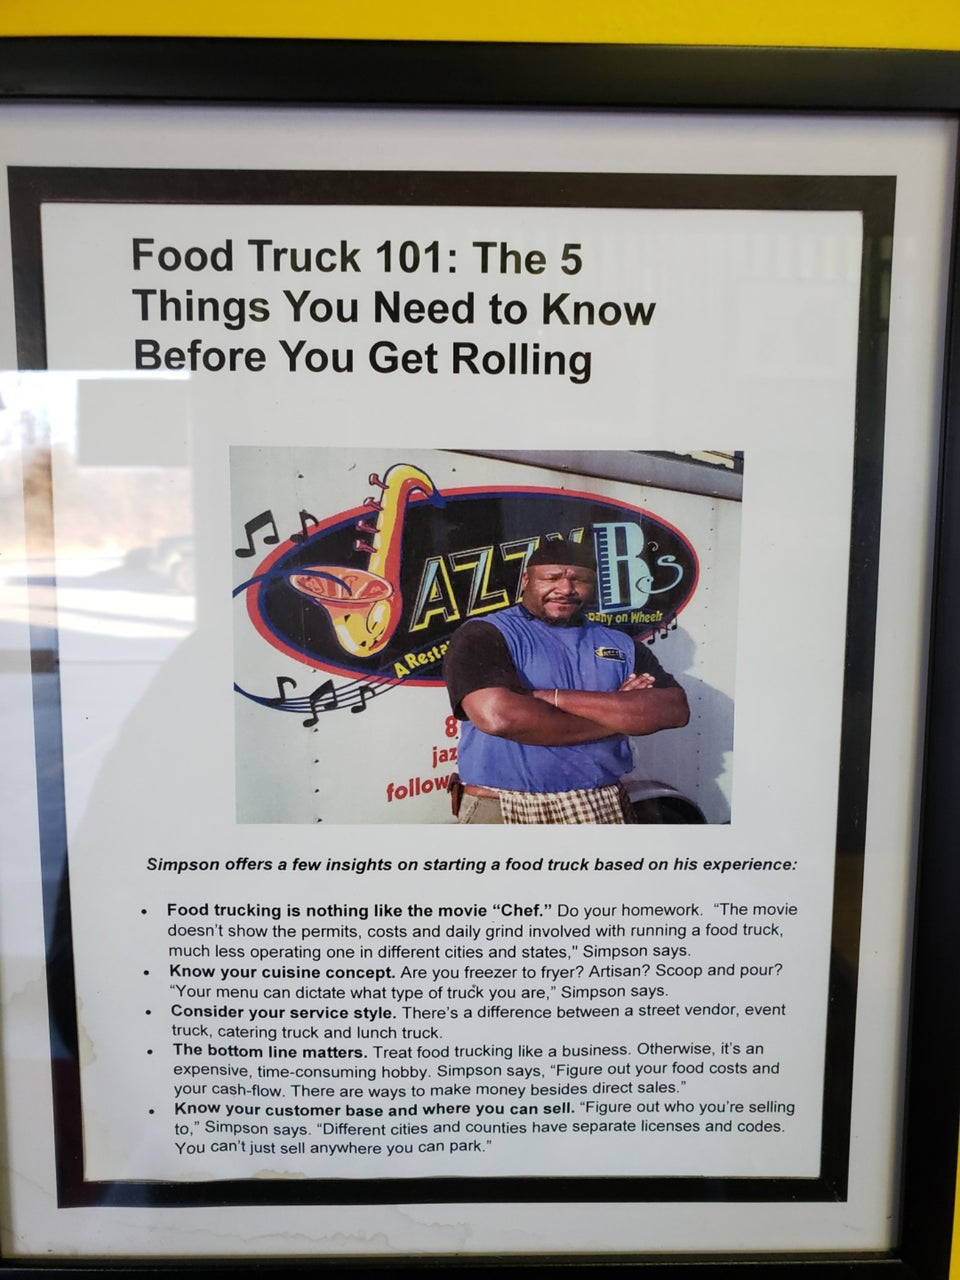 Food Truck 101: The 5
Things You Need to Know
Before You Get Rolling
JAZZY B's
A
pany on Wheels
8
jaz
follow
Simpson offers a few insights on starting a food truck based on his experience:
• Food trucking is nothing like the movie “Chef.” Do your homework. “The movie
doesn’t show the permits, costs and daily grind involved with running a food truck,
much less operating one in different cities and states," Simpson says.
• Know your cuisine concept. Are you freezer to fryer? Artisan? Scoop and pour?
“Your menu can dictate what type of truck you are,” Simpson says.
• Consider your service style. There’s a difference between a street vendor, event
truck, catering truck and lunch truck.
• The bottom line matters. Treat food trucking like a business. Otherwise, it’s an
expensive, time-consuming hobby. Simpson says, “Figure out your food costs and
your cash-flow. There are ways to make money besides direct sales.”
• Know your customer base and where you can sell. “Figure out who you’re selling
to,” Simpson says. “Different cities and counties have separate licenses and codes.
You can’t just sell anywhere you can park.”